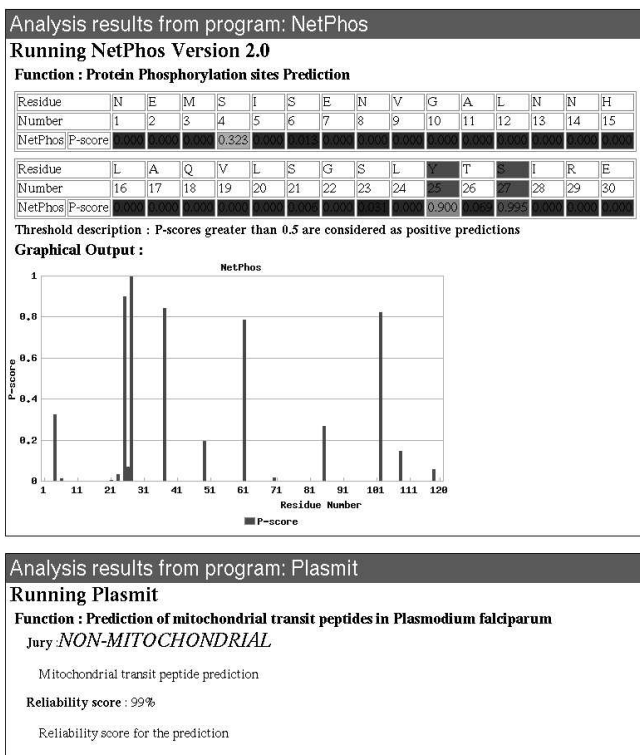 Analysis results from program: NetPhos
Running NetPhos Version 2.0
Function : Protein Phosphorylation sites Prediction
Residue N E M S I S E N V G A L N N H
Number 1 2 3 4 5 6 7 8 9 10 11 12 13 14 15
NetPhos P-score 0.000 0.000 0.000 0.323 0.000 0.013 0.000 0.000 0.000 0.000 0.000 0.000 0.000 0.000 0.000
Residue L A Q V L S G S L Y T S I R E
Number 16 17 18 19 20 21 22 23 24 25 26 27 28 29 30
NetPhos P-score 0.000 0.000 0.000 0.000 0.000 0.000 0.031 0.000 0.900 0.995 0.000 0.000 0.000
Threshold description : P-scores greater than 0.5 are considered as positive predictions
Graphical Output :
NetPhos
1
0.8
0.6
0.4
0.2
0
P-score
1 11 21 31 41 51 61 71 81 91 101 111 120
Residue Number
P-score
Analysis results from program: Plasmit
Running Plasmit
Function : Prediction of mitochondrial transit peptides in Plasmodium falciparum
Jury :NON-MITOCHONDRIAL
Mitochondrial transit peptide prediction
Reliability score : 99%
Reliability score for the prediction